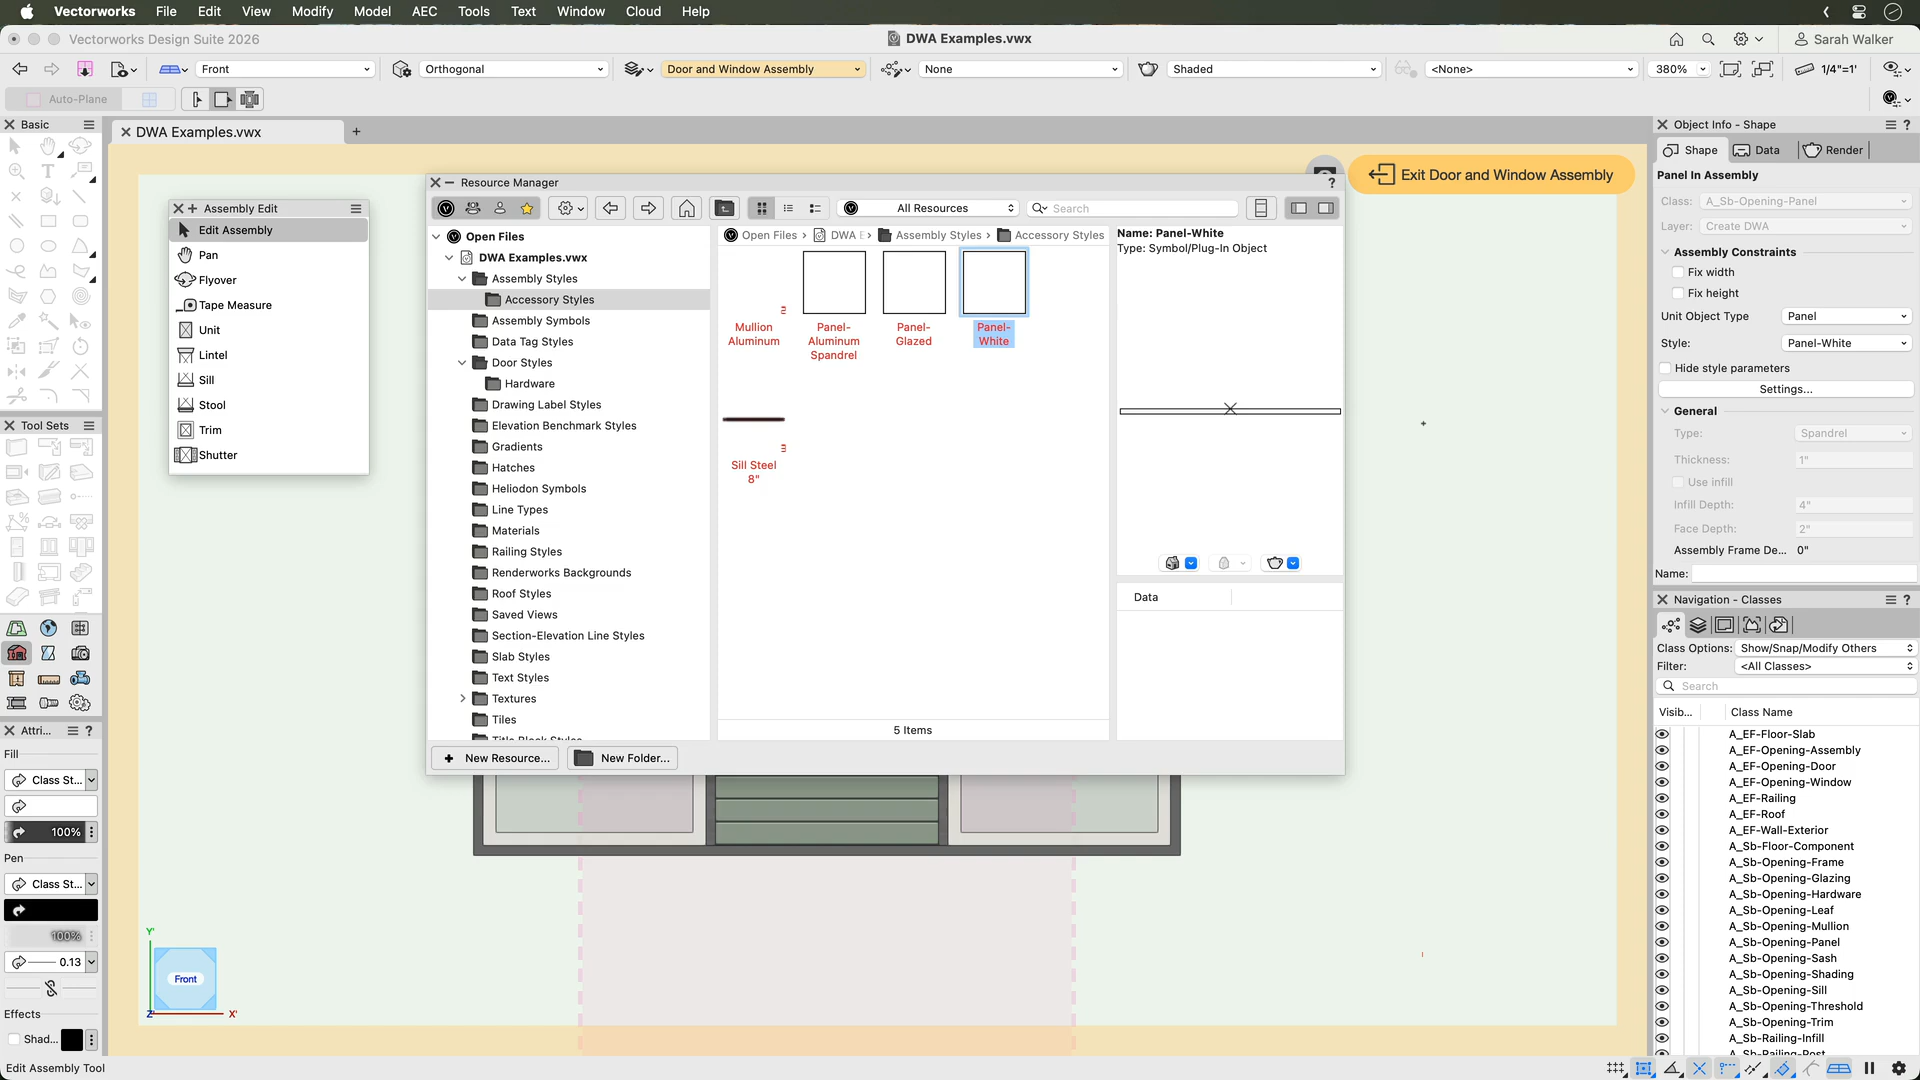 Vectorworks File Edit View Modify Model AEC Tools Text Window Cloud Help
Vectorworks Design Suite 2026
DWA Examples.vwx
Sarah Walker
Front
Orthogonal
Door and Window Assembly
None
Shaded
<None>
380%
1/4"=1'
Auto-Plane
Basic
DWA Examples.vwx
Object Info - Shape
Shape Data Render
Exit Door and Window Assembly
Assembly Edit
Edit Assembly
Pan
Flyover
Tape Measure
Unit
Lintel
Sill
Stool
Trim
Shutter
Tool Sets
Resource Manager
All Resources
Search
Open Files
DWA Examples.vwx
Assembly Styles
Accessory Styles
Assembly Symbols
Data Tag Styles
Door Styles
Hardware
Drawing Label Styles
Elevation Benchmark Styles
Gradients
Hatches
Heliodon Symbols
Line Types
Materials
Railing Styles
Renderworks Backgrounds
Roof Styles
Saved Views
Section-Elevation Line Styles
Slab Styles
Text Styles
Textures
Tiles
Title Block Styles
Open Files > DWA E > Assembly Styles > Accessory Styles
Mullion
Aluminum
Panel-
Aluminum
Spandrel
Panel-
Glazed
Panel-
White
Sill Steel
8"
5 Items
Name: Panel-White
Type: Symbol/Plug-In Object
Data
New Resource...
New Folder...
Panel In Assembly
Class: A_Sb-Opening-Panel
Layer: Create DWA
Assembly Constraints
Fix width
Fix height
Unit Object Type Panel
Style: Panel-White
Hide style parameters
Settings...
General
Type: Spandrel
Thickness: 1"
Use infill
Infill Depth: 4"
Face Depth: 2"
Assembly Frame De... 0"
Name:
Navigation - Classes
Class Options: Show/Snap/Modify Others
Filter: <All Classes>
Search
Visib... Class Name
A_EF-Floor-Slab
A_EF-Opening-Assembly
A_EF-Opening-Door
A_EF-Opening-Window
A_EF-Railing
A_EF-Roof
A_EF-Wall-Exterior
A_Sb-Floor-Component
A_Sb-Opening-Frame
A_Sb-Opening-Glazing
A_Sb-Opening-Hardware
A_Sb-Opening-Leaf
A_Sb-Opening-Mullion
A_Sb-Opening-Panel
A_Sb-Opening-Sash
A_Sb-Opening-Shading
A_Sb-Opening-Sill
A_Sb-Opening-Threshold
A_Sb-Opening-Trim
A_Sb-Railing-Infill
A_Sb-Railing-Post
Attri...
Fill
Class St...
100%
Pen
Class St...
100%
0.13
Effects
Shad...
Y'
Front
Z'
X'
Edit Assembly Tool